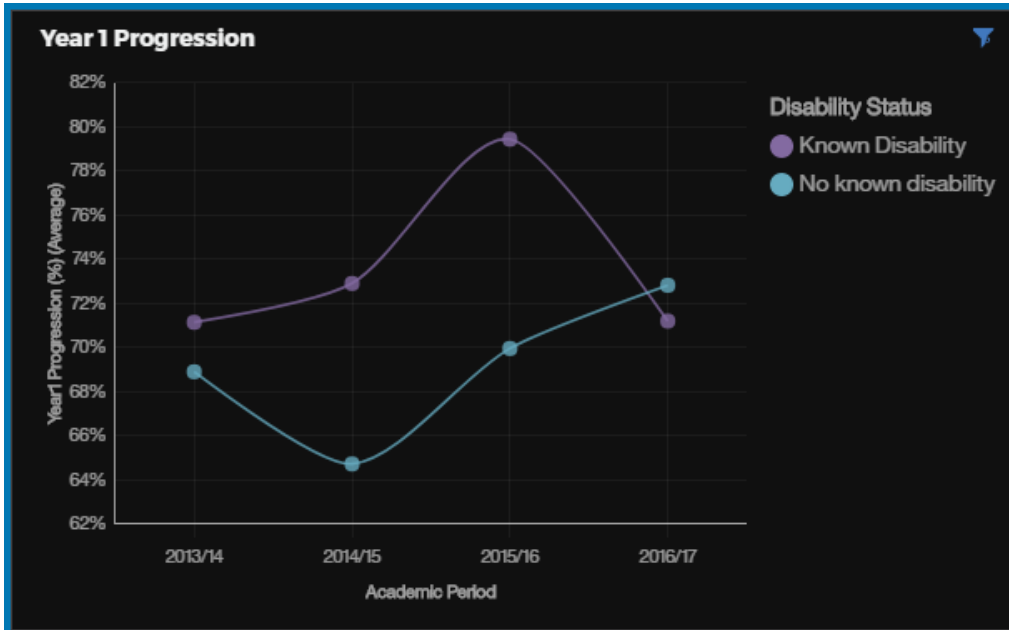 Year 1 Progression
82%
80%
78%
76%
74%
72%
70%
68%
66%
64%
62%
Year1 Progression (%) (Average)
2013/14 2014/15 2015/16 2016/17
Academic Period
Disability Status
Known Disability
No known disability